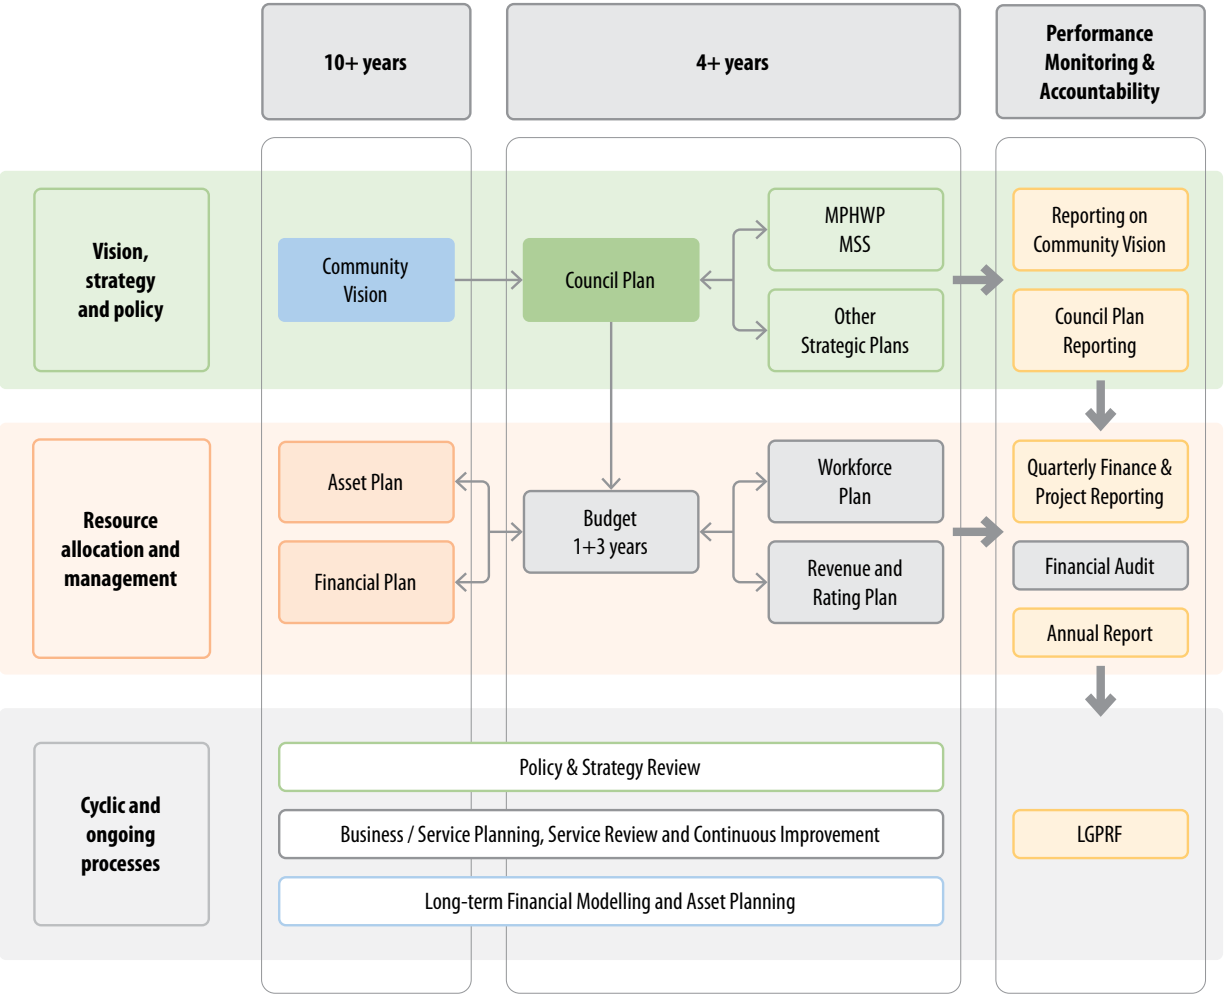 10+ years
4+ years
Performance
Monitoring &
Accountability
Vision,
strategy
and policy
Community
Vision
Council Plan
MPHWP
MSS
Other
Strategic Plans
Reporting on
Community Vision
Council Plan
Reporting
Resource
allocation and
management
Asset Plan
Financial Plan
Budget
1+3 years
Workforce
Plan
Revenue and
Rating Plan
Quarterly Finance &
Project Reporting
Financial Audit
Annual Report
Cyclic and
ongoing
processes
Policy & Strategy Review
Business / Service Planning, Service Review and Continuous Improvement
Long-term Financial Modelling and Asset Planning
LGPRF